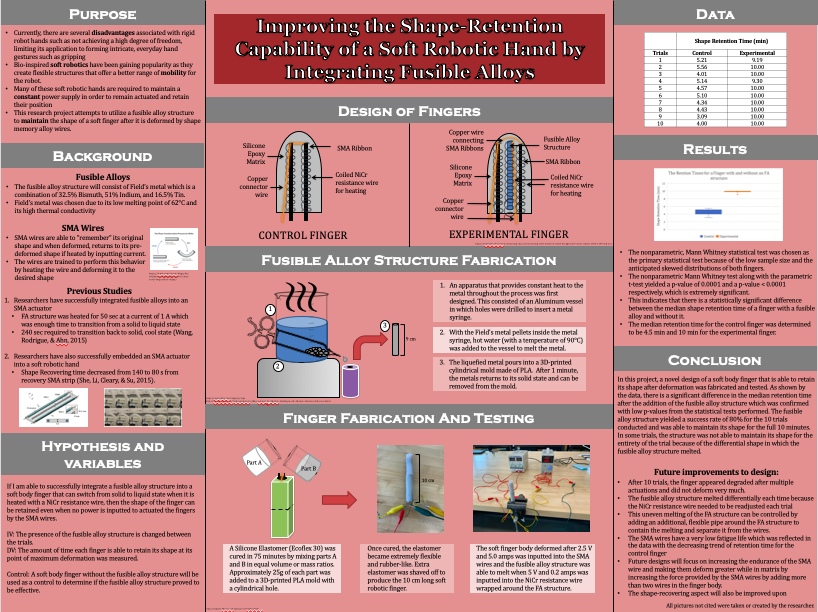 PURPOSE
• Currently, there are several disadvantages associated with rigid
robot hands such as not achieving a high degree of freedom,
limiting its application to forming intricate, everyday hand
gestures such as gripping
• Bio-inspired soft robotics have been gaining popularity as they
create flexible structures that offer a better range of mobility for
the robot.
• Many of these soft robotic hands are required to maintain a
constant power supply in order to remain actuated and retain
their position
• This research project attempts to utilize a fusible alloy structure
to maintain the shape of a soft finger after it is deformed by shape
memory alloy wires.
BACKGROUND
Fusible Alloys
• The fusible alloy structure will consist of Field's metal which is a
combination of 32.5% Bismuth, 51% Indium, and 16.5% Tin.
• Field's metal was chosen due to its low melting point of 62°C and
its high thermal conductivity
SMA Wires
• SMA wires are able to "remember" its original
shape and when deformed, returns to its pre-
deformed shape if heated by inputting current.
• The wires are trained to perform this behavior
by heating the wire and deforming it to the
desired shape
Previous Studies
1. Researchers have successfully integrated fusible alloys into an
SMA actuator
• FA structure was heated for 50 sec at a current of 1 A which
was enough time to transition from a solid to liquid state
• 240 sec required to transition back to solid, cool state (Wang,
Rodrigue, & Ahn, 2015)
2. Researchers have also successfully embedded an SMA actuator
into a soft robotic hand
• Shape Recovery time decreased from 140 to 80 s from
recovery SMA strip (She, Li, Cleary, & Su, 2015).
HYPOTHESIS AND
VARIABLES
If I am able to successfully integrate a fusible alloy structure into a
soft body finger that can switch from solid to liquid state when it is
heated with a NiCr resistance wire, then the shape of the finger can
be retained even when no power is inputted to actuated the fingers
by the SMA wires.
IV: The presence of the fusible alloy structure is changed between
the trials.
DV: The amount of time each finger is able to retain its shape at its
point of maximum deformation was measured.
Control: A soft body finger without the fusible alloy structure will be
used as a control to determine if the fusible alloy structure proved to
be effective.
Improving the Shape-Retention
Capability of a Soft Robotic Hand by
Integrating Fusible Alloys
DESIGN OF FINGERS
Silicone
Epoxy
Matrix
Copper
connector
wire
SMA Ribbon
Coiled NiCr
resistance wire
for heating
CONTROL FINGER
Copper wire
connecting
SMA Ribbons
Silicone
Epoxy
Matrix
Copper
connector
wire
Fusible Alloy
Structure
SMA Ribbon
Coiled NiCr
resistance wire
for heating
EXPERIMENTAL FINGER
FUSIBLE ALLOY STRUCTURE FABRICATION
1
2
3
9 cm
1. An apparatus that provides constant heat to the
metal throughout the process was first
designed. This consisted of an Aluminum vessel
in which holes were drilled to insert a metal
syringe.
2. With the Field's metal pellets inside the metal
syringe, hot water (with a temperature of 90°C)
was added to the vessel to melt the metal.
3. The liquefied metal pours into a 3D-printed
cylindrical mold made of PLA. After 1 minute,
the metals returns to its solid state and can be
removed from the mold.
FINGER FABRICATION AND TESTING
Part A
Part B
10 cm
A Silicone Elastomer (Ecoflex 30) was
cured in 75 minutes by mixing parts A
and B in equal volume or mass ratios.
Approximately 25g of each part was
added to a 3D-printed PLA mold with
a cylindrical hole.
Once cured, the elastomer
became extremely flexible
and rubber-like. Extra
elastomer was shaved off to
produce the 10 cm long soft
robotic finger.
The soft finger body deformed after 2.5 V
and 5.0 amps was inputted into the SMA
wires and the fusible alloy structure was
able to melt when 5 V and 0.2 amps was
inputted into the NiCr resistance wire
wrapped around the FA structure.
DATA
Shape Retention Time (min)
Trials Control Experimental
1 5.21 9.19
2 5.56 10.00
3 4.01 10.00
4 5.14 9.30
5 4.57 10.00
6 5.10 10.00
7 4.34 10.00
8 4.43 10.00
9 3.09 10.00
10 4.00 10.00
RESULTS
The Retention Times for a Finger with and without an FA
structure
• The nonparametric, Mann Whitney statistical test was chosen as
the primary statistical test because of the low sample size and the
anticipated skewed distributions of both fingers.
• The nonparametric Mann Whitney test along with the parametric
t-test yielded a p-value of 0.0001 and a p-value < 0.0001
respectively, which is extremely significant.
• This indicates that there is a statistically significant difference
between the median shape retention time of a finger with a fusible
alloy and without it.
• The median retention time for the control finger was determined
to be 4.5 min and 10 min for the experimental finger.
CONCLUSION
In this project, a novel design of a soft body finger that is able to retain
its shape after deformation was fabricated and tested. As shown by
the data, there is a significant difference in the median retention time
after the addition of the fusible alloy structure which was confirmed
with low p-values from the statistical tests performed. The fusible
alloy structure yielded a success rate of 80% for the 10 trials
conducted and was able to maintain its shape for the full 10 minutes.
In some trials, the structure was not able to maintain its shape for the
entirety of the trial because of the differential shape in which the
fusible alloy structure melted.
Future improvements to design:
• After 10 trials, the finger appeared degraded after multiple
actuations and did not deform very much.
• The fusible alloy structure melted differently each time because
the NiCr resistance wire needed to be readjusted each trial
• This uneven melting of the FA structure can be controlled by
adding an additional, flexible pipe around the FA structure to
contain the melting and separate it from the wires.
• The SMA wires have a very low fatigue life which was reflected in
the data with the decreasing trend of retention time for the
control finger
• Future designs will focus on increasing the endurance of the SMA
wire and making them deform greater while in matrix by
increasing the force provided by the SMA wires by adding more
than two wires in the finger body.
• The shape-reserving aspect will also be improved upon
All pictures not cited were taken or created by the researcher.